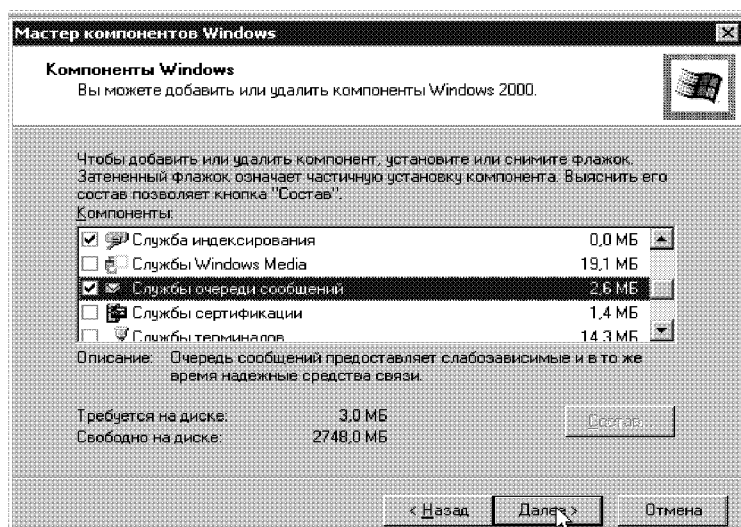 Мастер компонентов Windows
Компоненты Windows
Вы можете добавить или удалить компоненты Windows 2000.
Чтобы добавить или удалить компонент, установите или снимите флажок.
Затененный флажок означает частичную установку компонента. Выяснить его
состав позволяет кнопка "Состав".
Компоненты:
Служба индексирования 0,0 МБ
Службы Windows Media 19,1 МБ
Службы очереди сообщений 2,6 МБ
Службы сертификации 1,4 МБ
Службы терминалов 14,3 МБ
Описание: Очередь сообщений предоставляет слабозависимые и в то же
время надежные средства связи.
Требуется на диске: 3,0 МБ
Свободно на диске: 2748,0 МБ
Состав...
< Назад Далее > Отмена